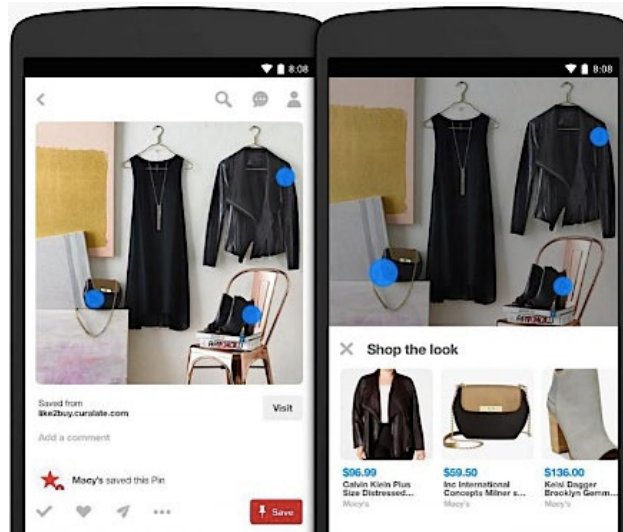 8:08
Saved from
like2buy.curalate.com
Visit
Add a comment
Macy's saved this Pin
Save
8:08
Shop the look
$96.99
Calvin Klein Plus
Size Distressed...
Macy's
$59.50
Inc International
Concepts Milner s...
Macy's
$136.00
Kelsi Dagger
Brooklyn Gamm...
Macy's